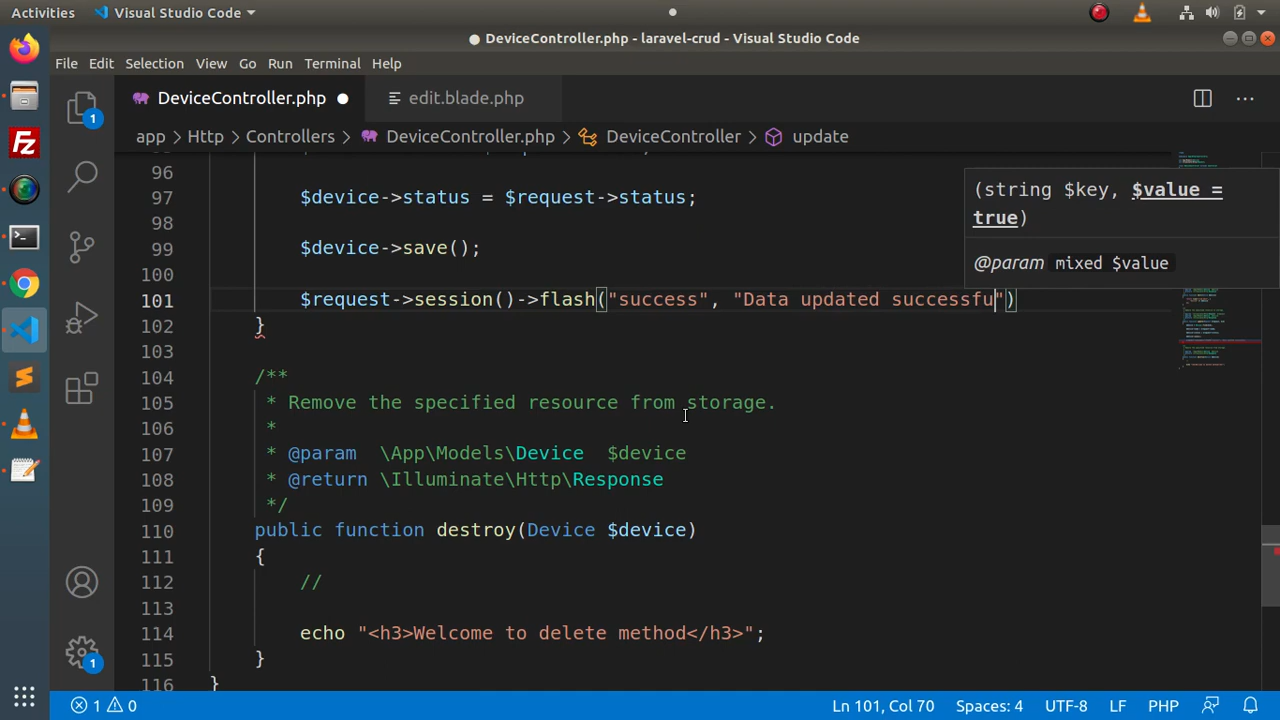 Activities Visual Studio Code
DeviceController.php - laravel-crud - Visual Studio Code
File Edit Selection View Go Run Terminal Help
DeviceController.php edit.blade.php
app > Http > Controllers > DeviceController.php > DeviceController > update
96
97 $device->status = $request->status;
98
99 $device->save();
100
101 $request->session()->flash("success", "Data updated successfu")
102 }
103
104 /**
105 * Remove the specified resource from storage.
106 *
107 * @param \App\Models\Device $device
108 * @return \Illuminate\Http\Response
109 */
110 public function destroy(Device $device)
111 {
112 //
113
114 echo "<h3>Welcome to delete method</h3>";
115 }
116 }
(string $key, $value =
true)
@param mixed $value
1
1
1 0 Ln 101, Col 70 Spaces: 4 UTF-8 LF PHP